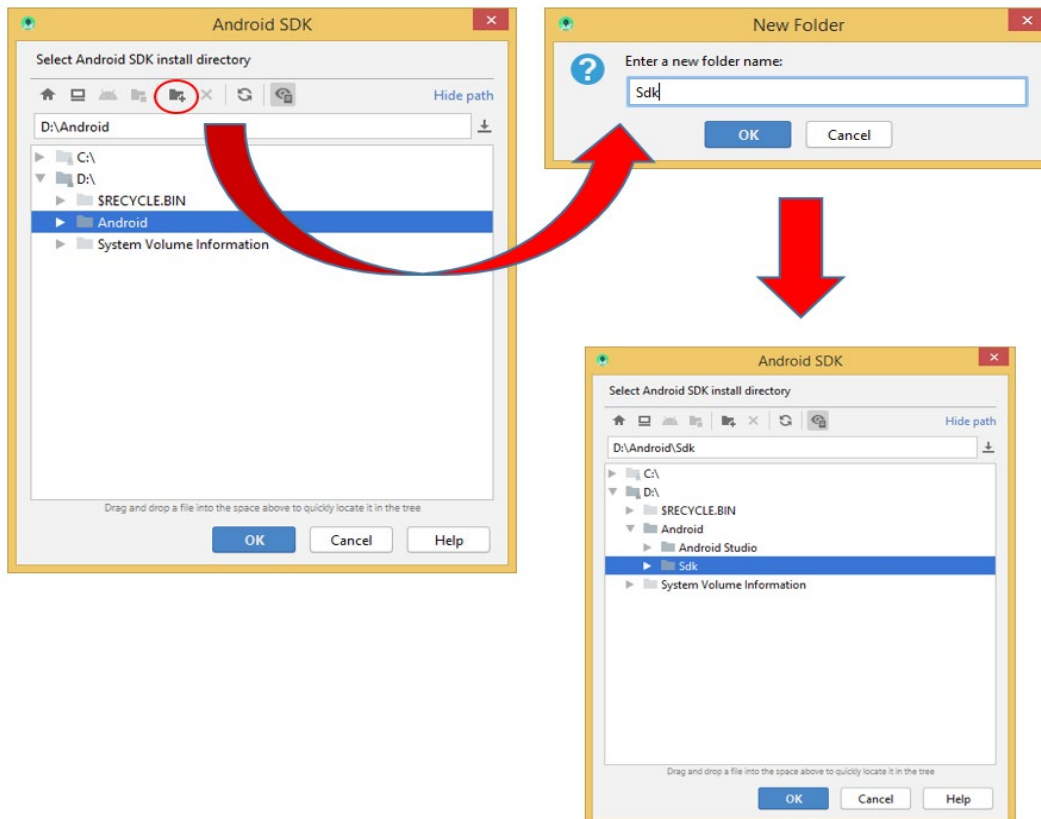 Android SDK
Select Android SDK install directory
Hide path
D:\Android
C:\
D:\
$RECYCLE.BIN
Android
System Volume Information
Drag and drop a file into the space above to quickly locate it in the tree
OK Cancel Help
New Folder
Enter a new folder name:
Sdk
OK Cancel
Android SDK
Select Android SDK install directory
Hide path
D:\Android\Sdk
C:\
D:\
$RECYCLE.BIN
Android
Android Studio
Sdk
System Volume Information
Drag and drop a file into the space above to quickly locate it in the tree
OK Cancel Help